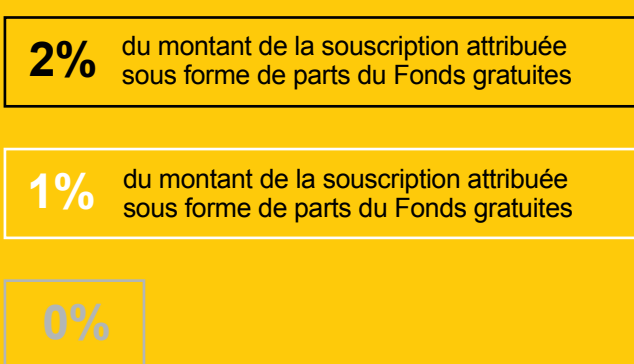 2% du montant de la souscription attribuée
sous forme de parts du Fonds gratuites
1% du montant de la souscription attribuée
sous forme de parts du Fonds gratuites
0%